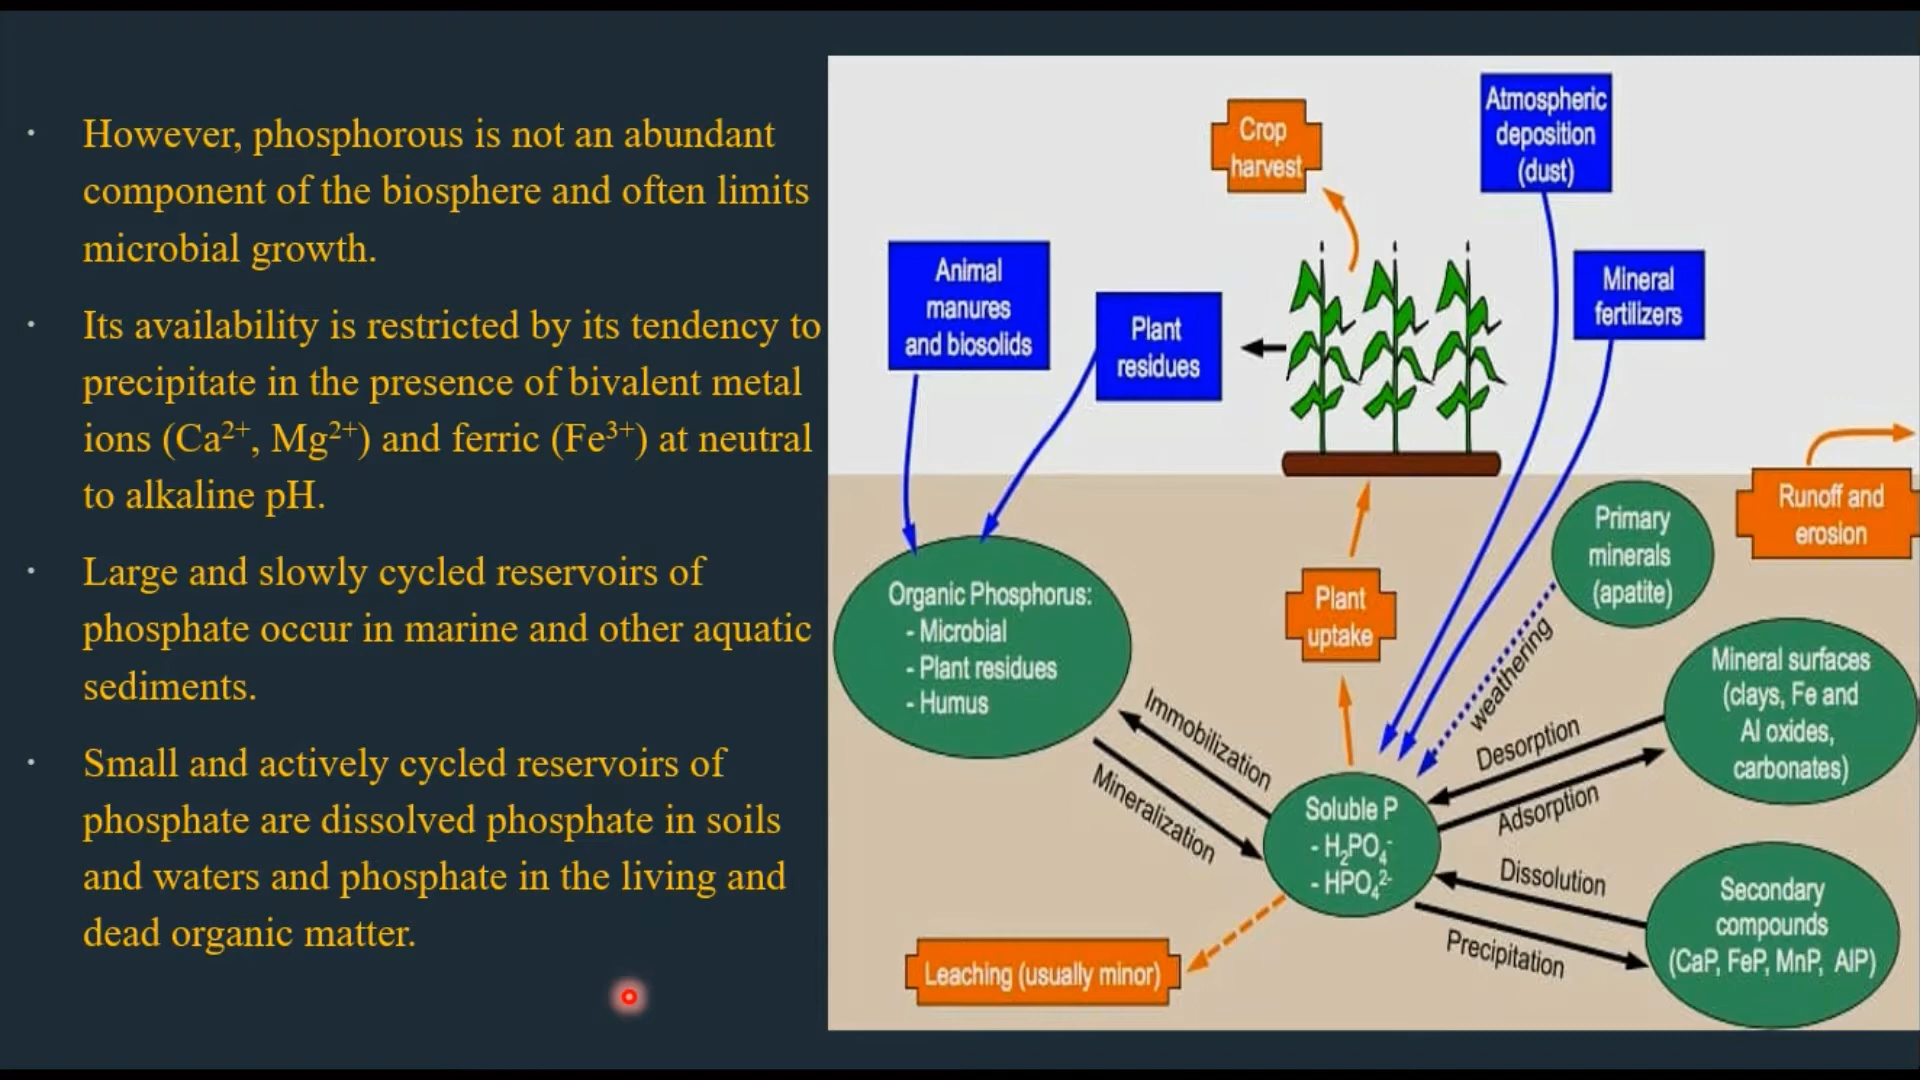 · However, phosphorous is not an abundant
component of the biosphere and often limits
microbial growth.
· Its availability is restricted by its tendency to
precipitate in the presence of bivalent metal
ions (Ca²⁺, Mg²⁺) and ferric (Fe³⁺) at neutral
to alkaline pH.
· Large and slowly cycled reservoirs of
phosphate occur in marine and other aquatic
sediments.
· Small and actively cycled reservoirs of
phosphate are dissolved phosphate in soils
and waters and phosphate in the living and
dead organic matter.
Crop
harvest
Atmospheric
deposition
(dust)
Animal
manures
and biosolids
Plant
residues
Mineral
fertilizers
Primary
minerals
(apatite)
Runoff and
erosion
Organic Phosphorus:
- Microbial
- Plant residues
- Humus
Plant
uptake
weathering
Mineral surfaces
(clays, Fe and
Al oxides,
carbonates)
Immobilization
Mineralization
Desorption
Adsorption
Soluble P
- H₂PO₄⁻
- HPO₄²⁻
Dissolution
Precipitation
Secondary
compounds
(CaP, FeP, MnP, AlP)
Leaching (usually minor)